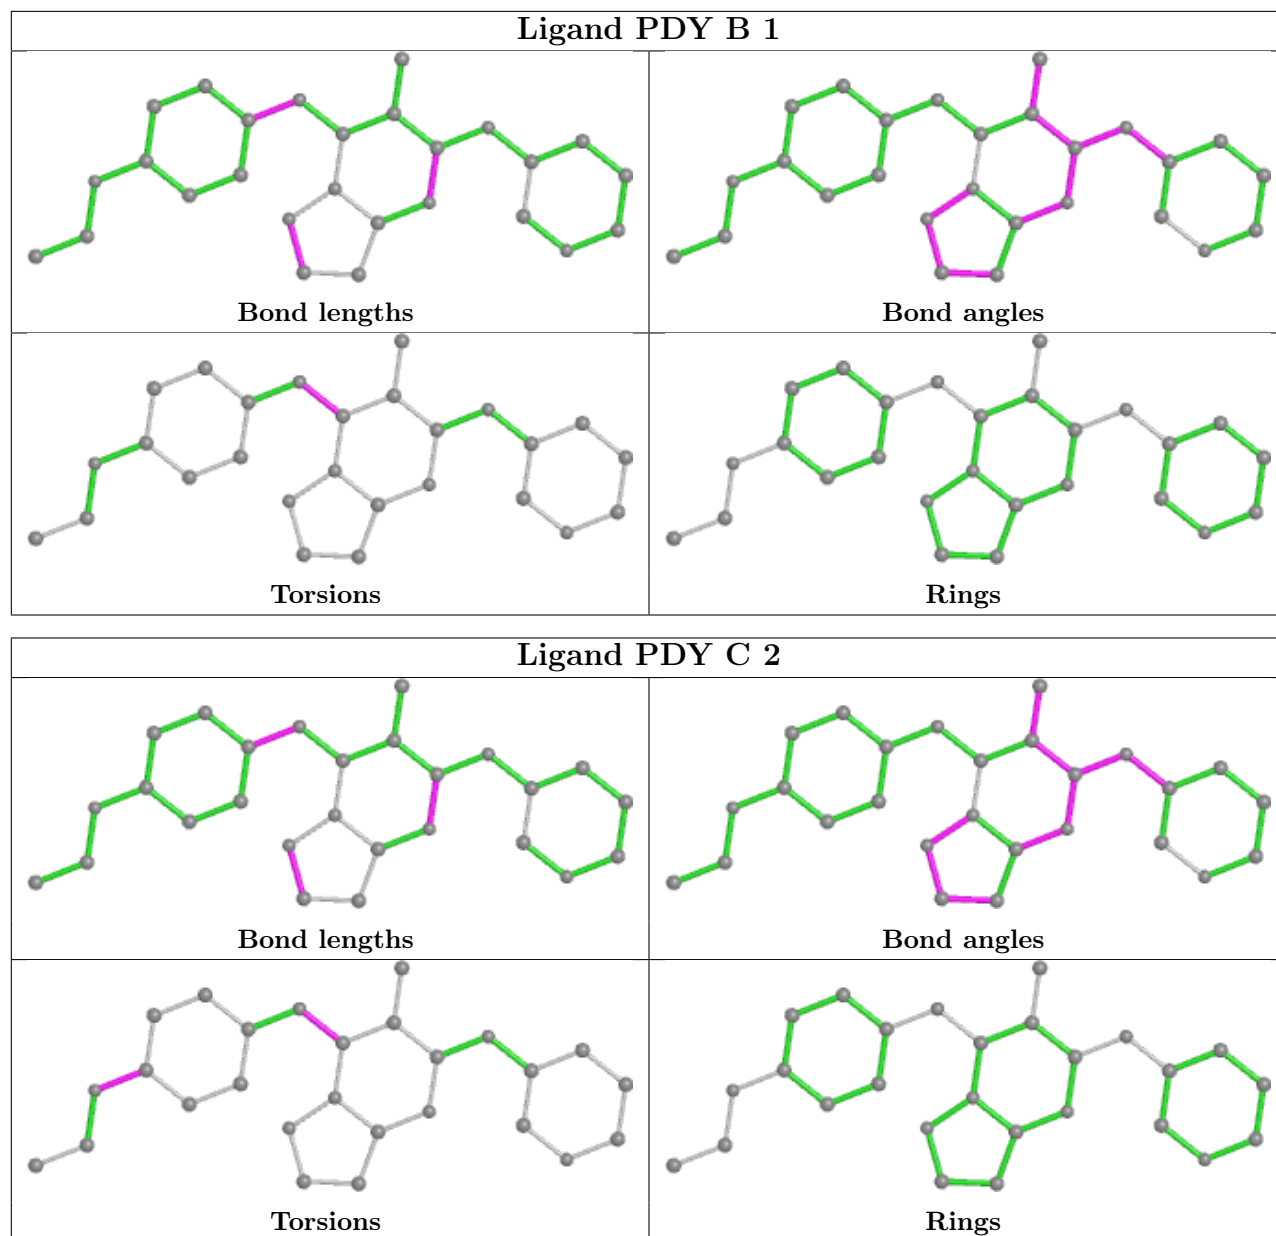 Ligand PDY B 1
Bond lengths
Bond angles
Torsions
Rings
Ligand PDY C 2
Bond lengths
Bond angles
Torsions
Rings